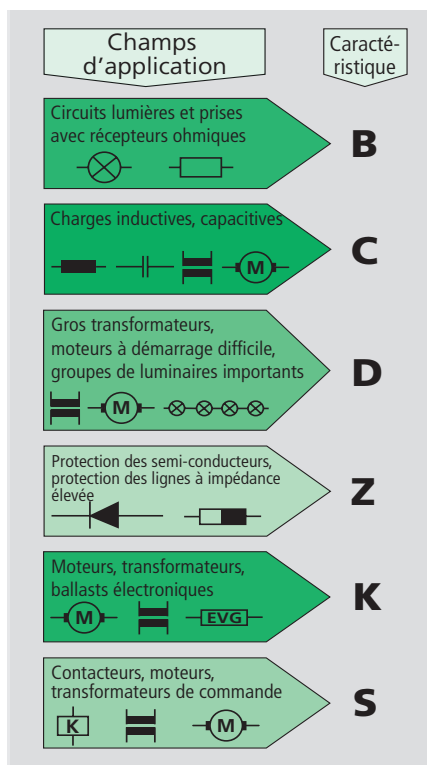 Champs
d'application
Caracté-
ristique
Circuits lumières et prises
avec récepteurs ohmiques
B
Charges inductives, capacitives
M
C
Gros transformateurs,
moteurs à démarrage difficile,
groupes de luminaires importants
M
D
Protection des semi-conducteurs,
protection des lignes à impédance
élevée
Z
Moteurs, transformateurs,
ballasts électroniques
M
EVG
K
Contacteurs, moteurs,
transformateurs de commande
K
M
S